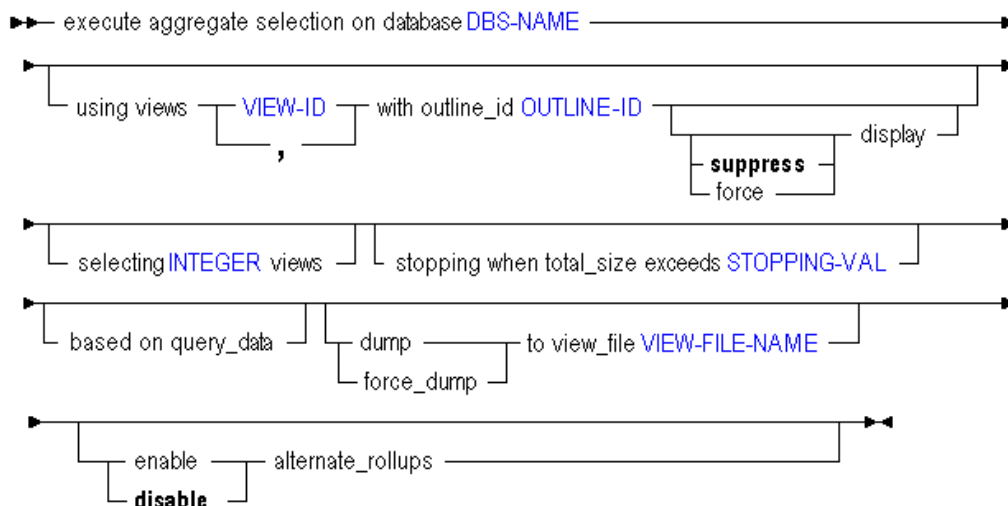 execute aggregate selection on database DBS-NAME
using views VIEW-ID with outline_id OUTLINE-ID
,
display
suppress
force
selecting INTEGER views stopping when total_size exceeds STOPPING-VAL
based on query_data dump to view_file VIEW-FILE-NAME
force_dump
enable alternate_rollups
disable